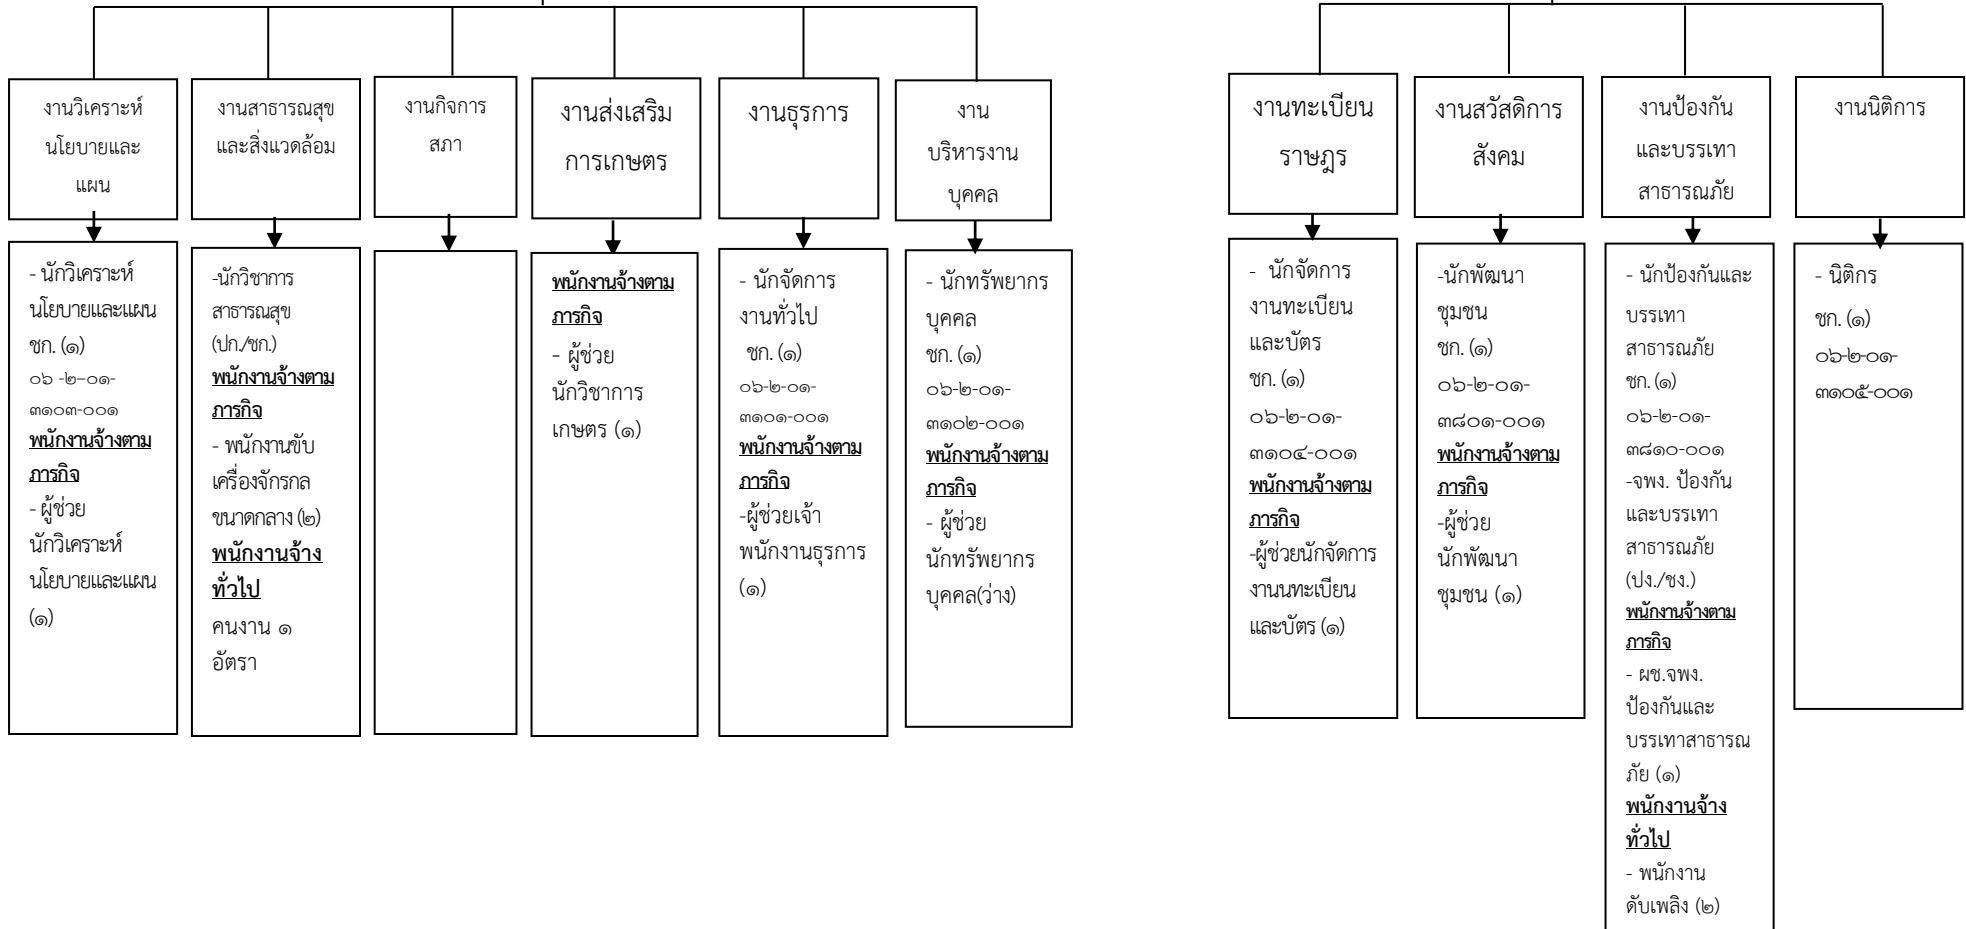 งานวิเคราะห์
นโยบายและ
แผน
งานสาธารณสุข
และสิ่งแวดล้อม
งานกิจการ
สภา
งานส่งเสริม
การเกษตร
งานธุรการ
งาน
บริหารงาน
บุคคล
งานทะเบียน
ราษฎร
งานสวัสดิการ
สังคม
งานป้องกัน
และบรรเทา
สาธารณภัย
งานนิติการ
- นักวิเคราะห์
นโยบายและแผน
ชก. (๑)
๐๖ -๒-๐๑-
๓๑๐๓-๐๐๑
พนักงานจ้างตาม
ภารกิจ
- ผู้ช่วย
นักวิเคราะห์
นโยบายและแผน
(๑)
-นักวิชาการ
สาธารณสุข
(ปก./ชก.)
พนักงานจ้างตาม
ภารกิจ
- พนักงานขับ
เครื่องจักรกล
ขนาดกลาง (๒)
พนักงานจ้าง
ทั่วไป
คนงาน ๑
อัตรา
พนักงานจ้างตาม
ภารกิจ
- ผู้ช่วย
นักวิชาการ
เกษตร (๑)
- นักจัดการ
งานทั่วไป
ชก. (๑)
๐๖-๒-๐๑-
๓๑๐๑-๐๐๑
พนักงานจ้างตาม
ภารกิจ
-ผู้ช่วยเจ้า
พนักงานธุรการ
(๑)
- นักทรัพยากร
บุคคล
ชก. (๑)
๐๖-๒-๐๑-
๓๑๐๒-๐๐๑
พนักงานจ้างตาม
ภารกิจ
- ผู้ช่วย
นักทรัพยากร
บุคคล(ว่าง)
- นักจัดการ
งานทะเบียน
และบัตร
ชก. (๑)
๐๖-๒-๐๑-
๓๑๐๔-๐๐๑
พนักงานจ้างตาม
ภารกิจ
-ผู้ช่วยนักจัดการ
งานนทะเบียน
และบัตร (๑)
-นักพัฒนา
ชุมชน
ชก. (๑)
๐๖-๒-๐๑-
๓๘๐๑-๐๐๑
พนักงานจ้างตาม
ภารกิจ
-ผู้ช่วย
นักพัฒนา
ชุมชน (๑)
- นักป้องกันและ
บรรเทา
สาธารณภัย
ชก. (๑)
๐๖-๒-๐๑-
๓๘๑๐-๐๐๑
-จพง. ป้องกัน
และบรรเทา
สาธารณภัย
(ปง./ชง.)
พนักงานจ้างตาม
ภารกิจ
- ผช.จพง.
ป้องกันและ
บรรเทาสาธารณ
ภัย (๑)
พนักงานจ้าง
ทั่วไป
- พนักงาน
ดับเพลิง (๒)
- นิติกร
ชก. (๑)
๐๖-๒-๐๑-
๓๑๐๕-๐๐๑